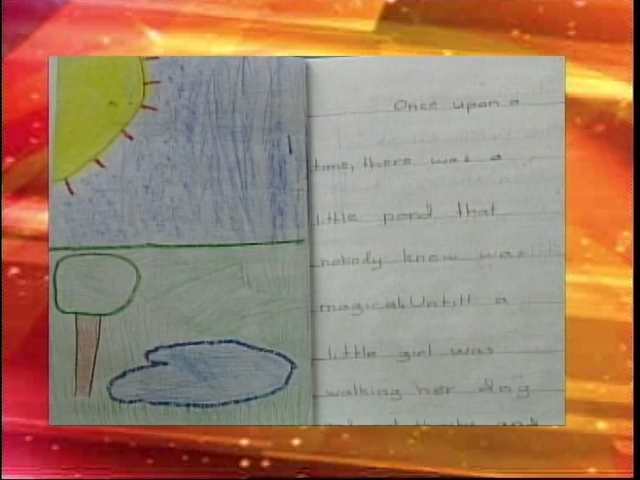 Once upon a
time, there was a
little pond that
nobody knew was
magical. Untill a
little girl was
walking her dog